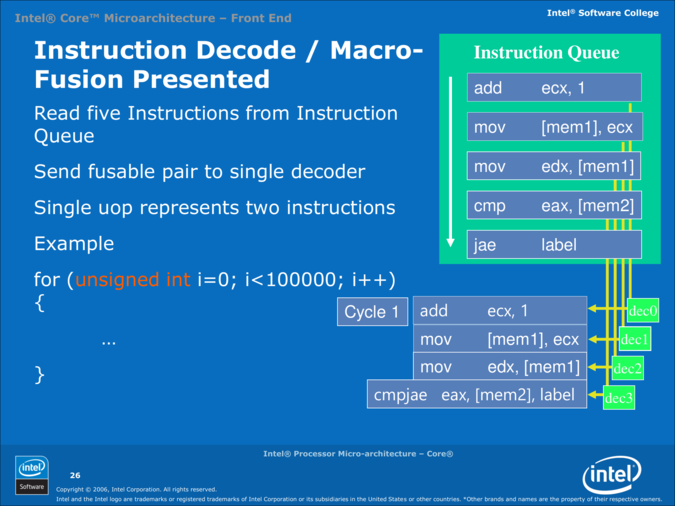 Intel® Core™ Microarchitecture – Front End
Intel® Software College
Instruction Decode / Macro-
Fusion Presented
Read five Instructions from Instruction
Queue
Send fusable pair to single decoder
Single uop represents two instructions
Example
for (unsigned int i=0; i<100000; i++)
{
…
}
Instruction Queue
add ecx, 1
mov [mem1], ecx
mov edx, [mem1]
cmp eax, [mem2]
jae label
Cycle 1
add ecx, 1
dec0
mov [mem1], ecx
dec1
mov edx, [mem1]
dec2
cmpjae eax, [mem2], label
dec3
Intel® Processor Micro-architecture – Core®
intel
Software
26
Copyright © 2006, Intel Corporation. All rights reserved.
Intel and the Intel logo are trademarks or registered trademarks of Intel Corporation or its subsidiaries in the United States or other countries. *Other brands and names are the property of their respective owners.
intel